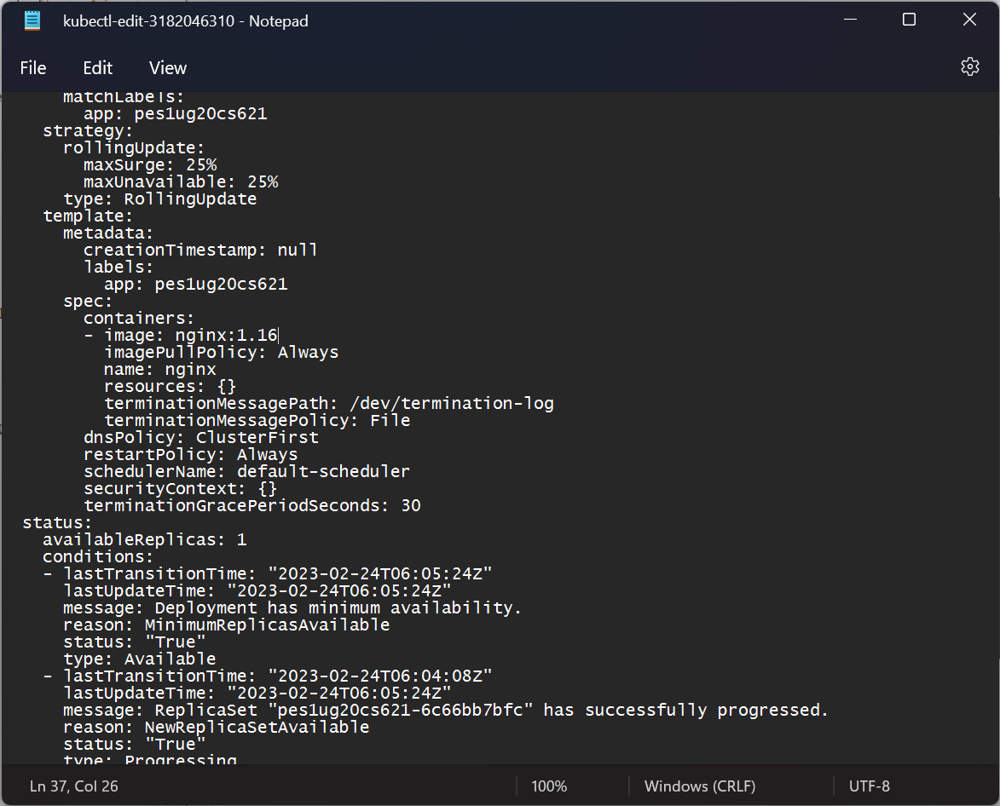 kubectl-edit-3182046310 - Notepad
File Edit View
    matchLabels:
      app: pes1ug20cs621
  strategy:
    rollingUpdate:
      maxSurge: 25%
      maxUnavailable: 25%
    type: RollingUpdate
  template:
    metadata:
      creationTimestamp: null
      labels:
        app: pes1ug20cs621
    spec:
      containers:
      - image: nginx:1.16
        imagePullPolicy: Always
        name: nginx
        resources: {}
        terminationMessagePath: /dev/termination-log
        terminationMessagePolicy: File
      dnsPolicy: ClusterFirst
      restartPolicy: Always
      schedulerName: default-scheduler
      securityContext: {}
      terminationGracePeriodSeconds: 30
status:
  availableReplicas: 1
  conditions:
  - lastTransitionTime: "2023-02-24T06:05:24Z"
    lastUpdateTime: "2023-02-24T06:05:24Z"
    message: Deployment has minimum availability.
    reason: MinimumReplicasAvailable
    status: "True"
    type: Available
  - lastTransitionTime: "2023-02-24T06:04:08Z"
    lastUpdateTime: "2023-02-24T06:05:24Z"
    message: ReplicaSet "pes1ug20cs621-6c66bb7bfc" has successfully progressed.
    reason: NewReplicaSetAvailable
    status: "True"
    type: Progressing
Ln 37, Col 26 100% Windows (CRLF) UTF-8